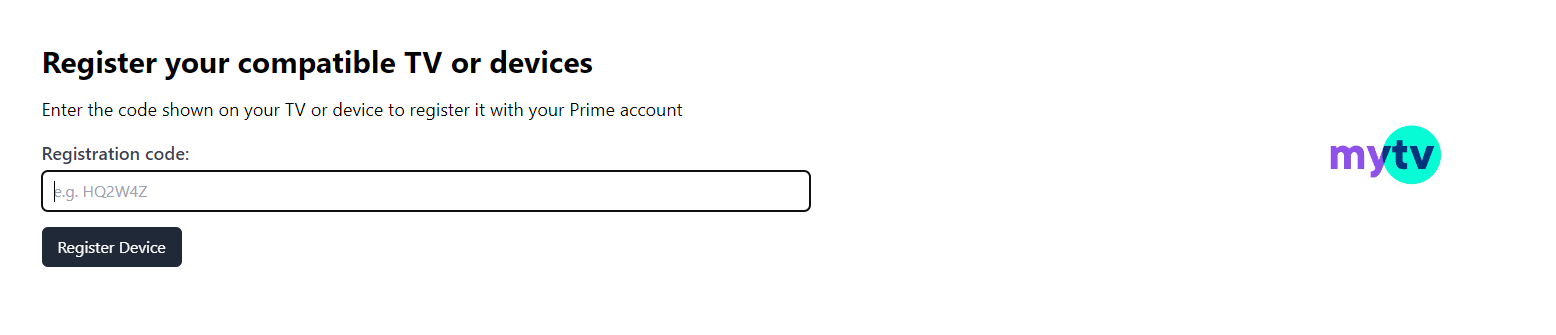 Register your compatible TV or devices
Enter the code shown on your TV or device to register it with your Prime account
Registration code:
e.g. HQ2W4Z
Register Device
mytv